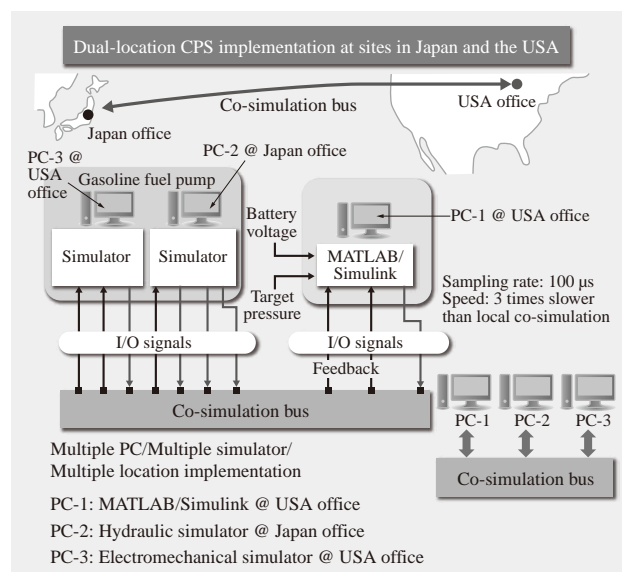 Dual-location CPS implementation at sites in Japan and the USA
Co-simulation bus
USA office
Japan office
PC-3 @
USA
office
PC-2 @ Japan office
Gasoline fuel pump
Simulator
Simulator
Battery
voltage
Target
pressure
MATLAB/
Simulink
PC-1 @ USA office
Sampling rate: 100 µs
Speed: 3 times slower
than local co-simulation
I/O signals
I/O signals
Feedback
Co-simulation bus
PC-1
PC-2
PC-3
Co-simulation bus
Multiple PC/Multiple simulator/
Multiple location implementation
PC-1: MATLAB/Simulink @ USA office
PC-2: Hydraulic simulator @ Japan office
PC-3: Electromechanical simulator @ USA office